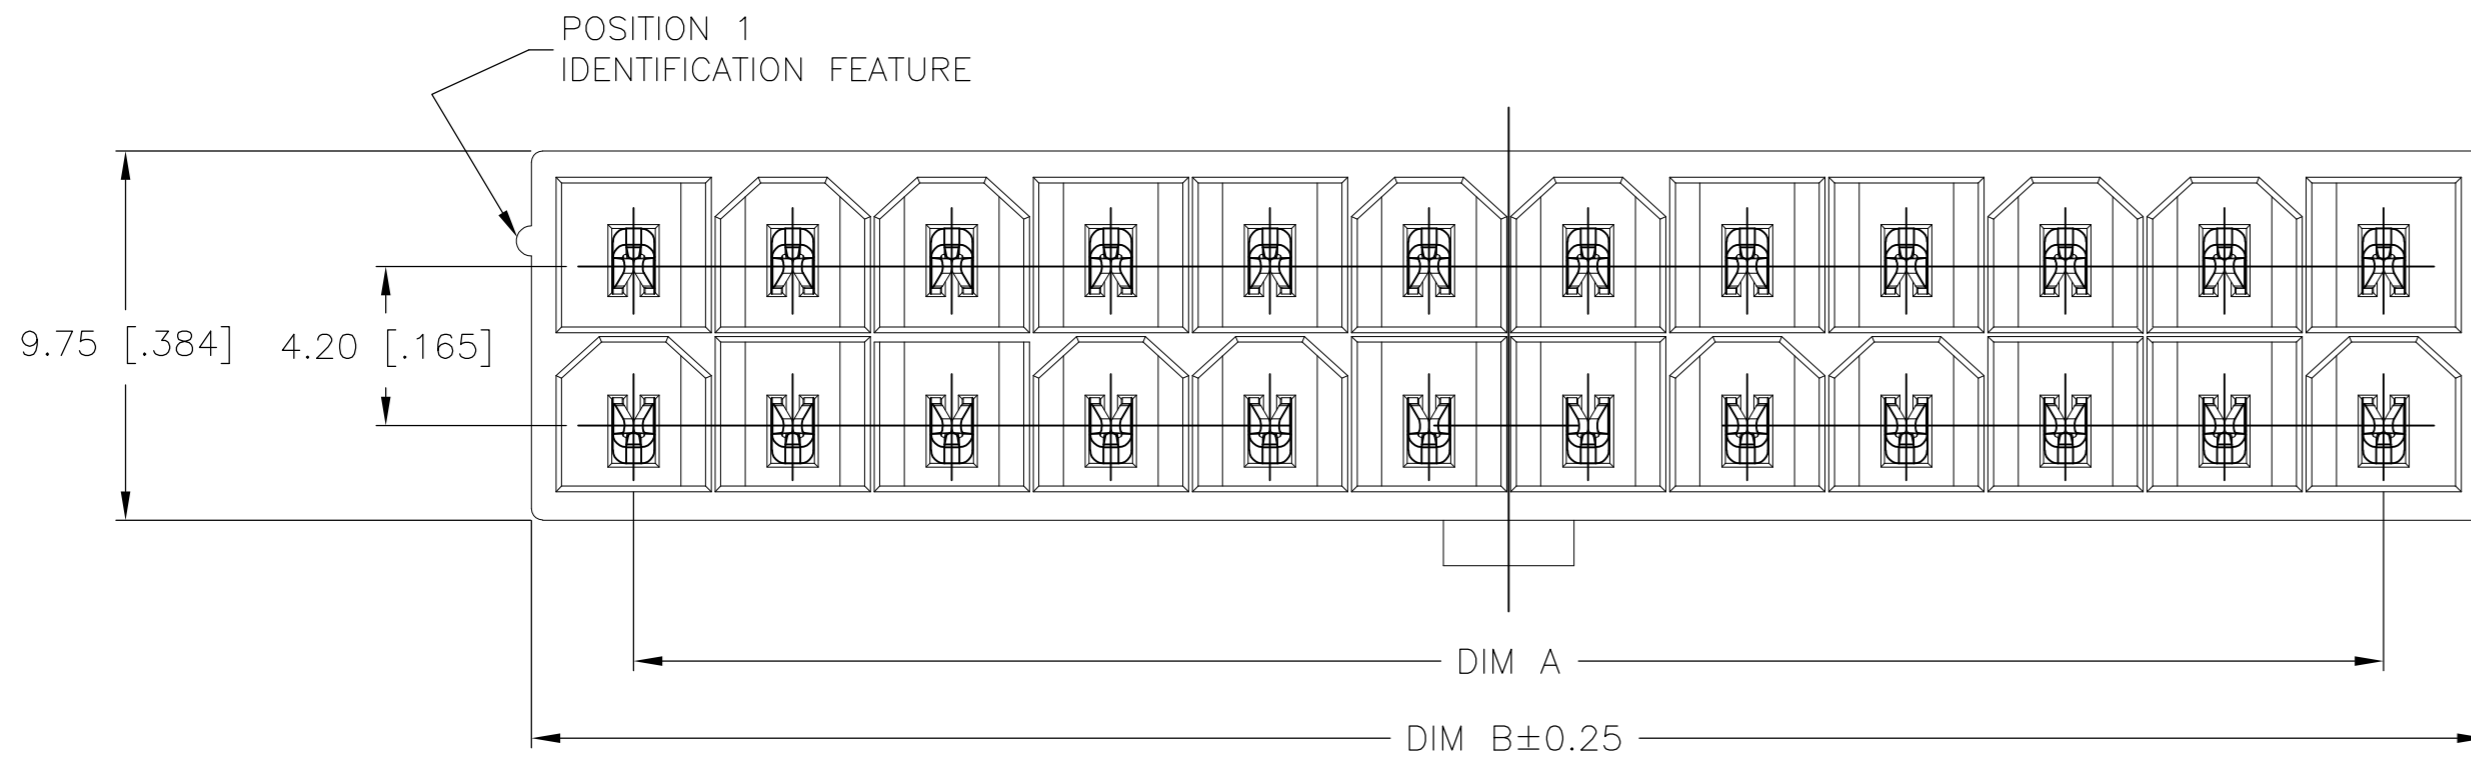 POSITION 1
IDENTIFICATION FEATURE
9.75 [.384]
4.20 [.165]
DIM A
DIM B±0.25